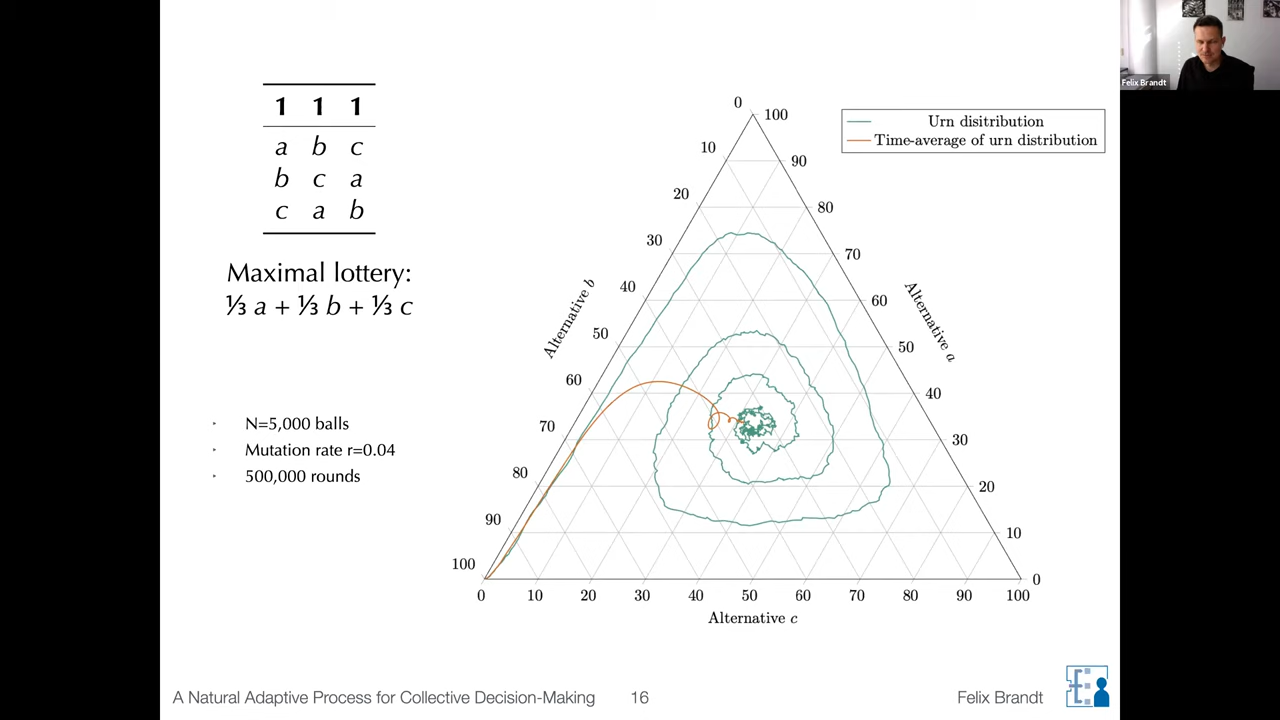 Felix Brandt
1 1 1
a b c
b c a
c a b
Maximal lottery:
⅓ a + ⅓ b + ⅓ c
‣ N=5,000 balls
‣ Mutation rate r=0.04
‣ 500,000 rounds
Urn disitribution
Time-average of urn distribution
0 100
10 90
20 80
30 70
40 60
50 50
60 40
70 30
80 20
90 10
100 0
Alternative b
Alternative a
0 10 20 30 40 50 60 70 80 90 100
Alternative c
A Natural Adaptive Process for Collective Decision-Making 16 Felix Brandt